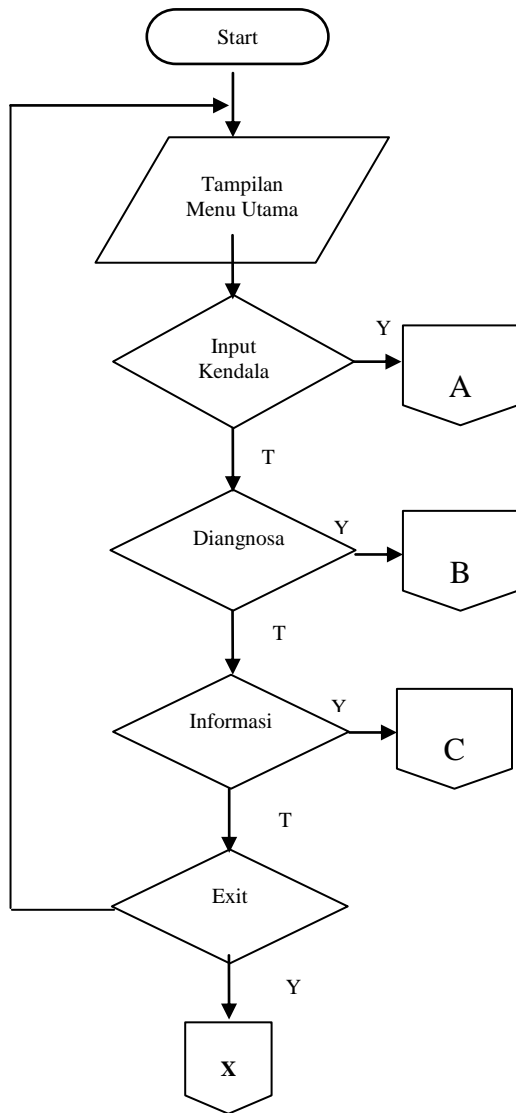 Start
Tampilan
Menu Utama
Input
Kendala
Y
A
T
Diangnosa
Y
B
T
Informasi
Y
C
T
Exit
Y
X